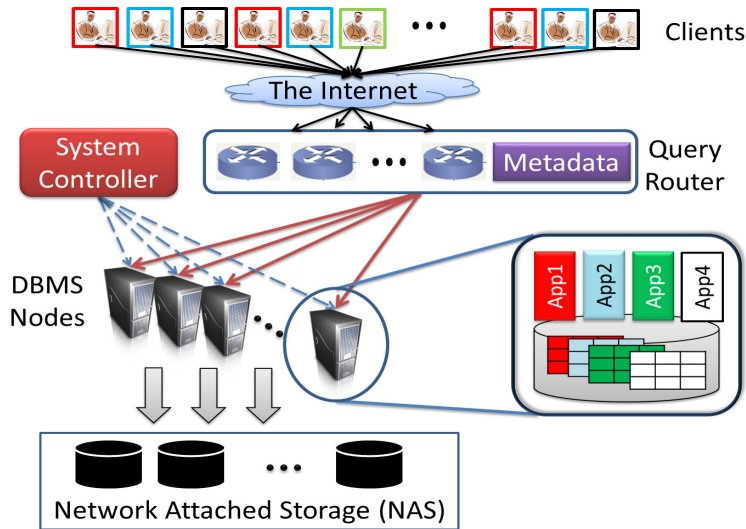 Clients
The Internet
System
Controller
Metadata
Query
Router
DBMS
Nodes
App1
App2
App3
App4
Network Attached Storage (NAS)